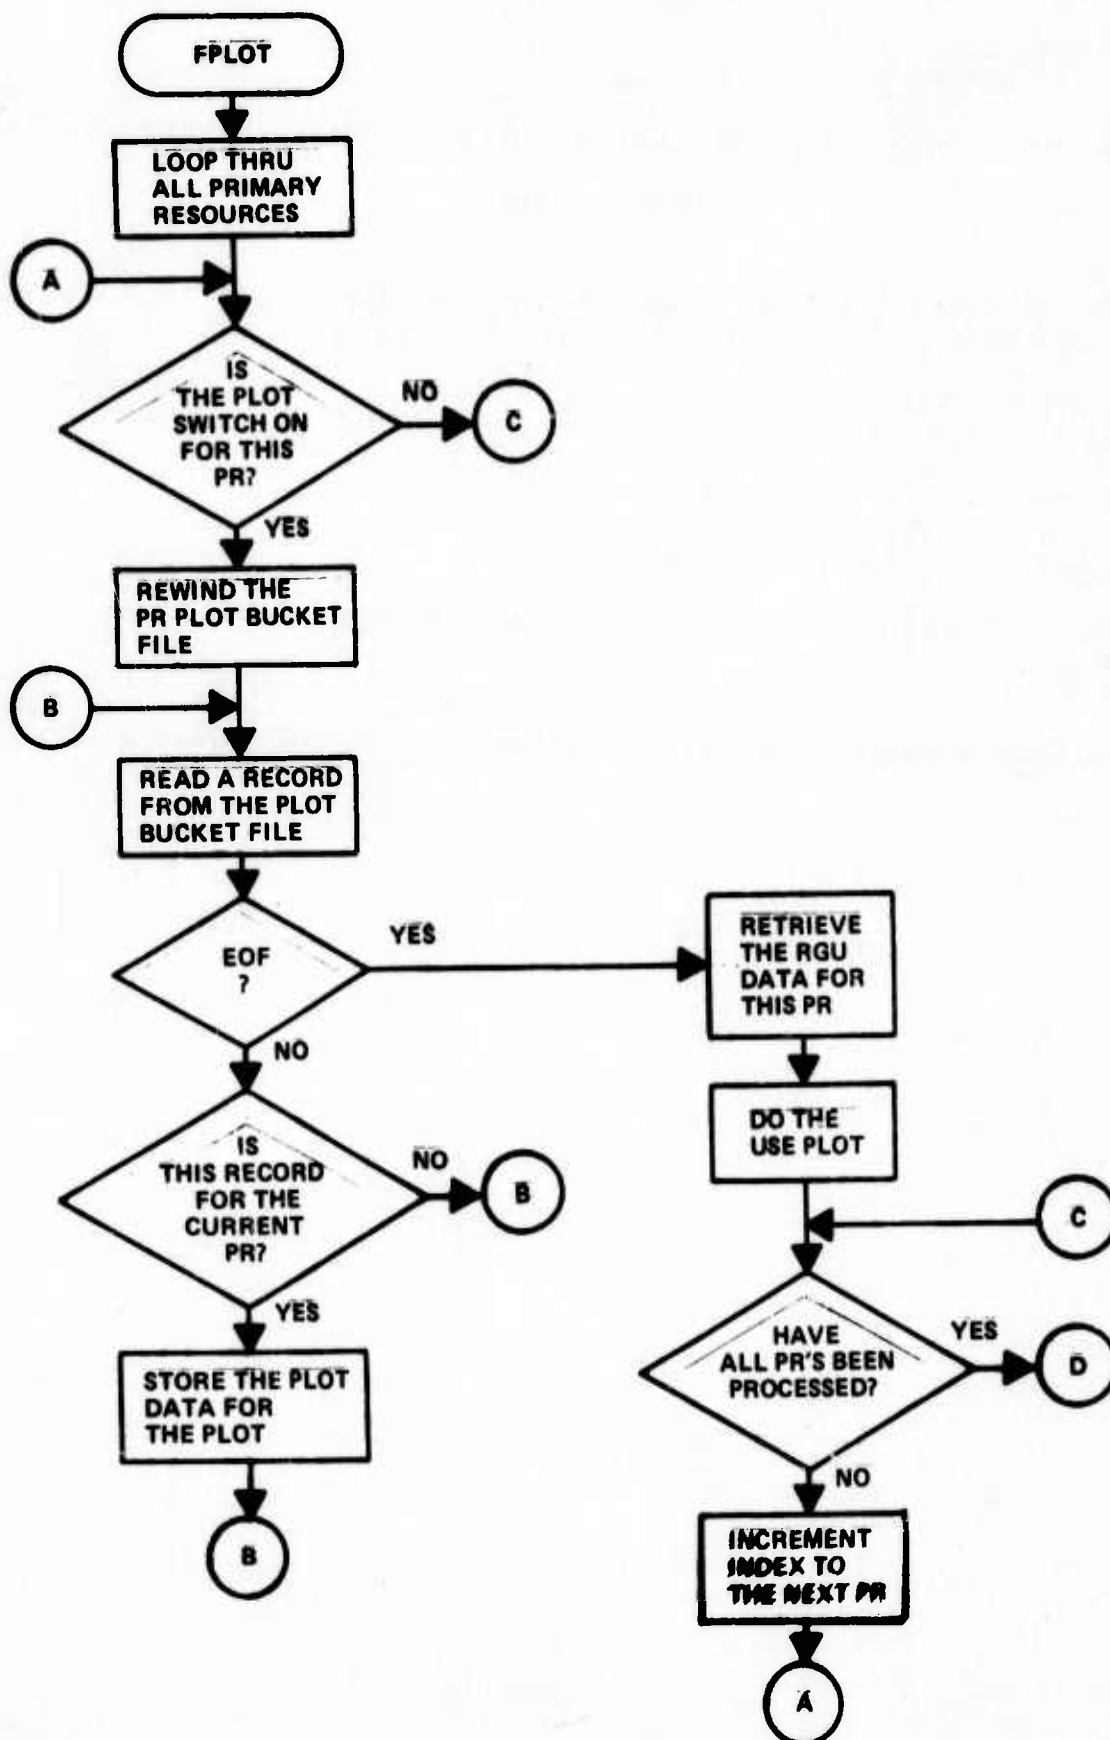 FPLOT
LOOP THRU
ALL PRIMARY
RESOURCES
A
IS
THE PLOT
SWITCH ON
FOR THIS
PR?
NO
C
YES
REWIND THE
PR PLOT BUCKET
FILE
B
READ A RECORD
FROM THE PLOT
BUCKET FILE
EOF
?
YES
NO
IS
THIS RECORD
FOR THE
CURRENT
PR?
NO
B
YES
STORE THE PLOT
DATA FOR
THE PLOT
B
RETRIEVE
THE RGU
DATA FOR
THIS PR
DO THE
USE PLOT
C
HAVE
ALL PR'S BEEN
PROCESSED?
YES
D
NO
INCREMENT
INDEX TO
THE NEXT PR
A